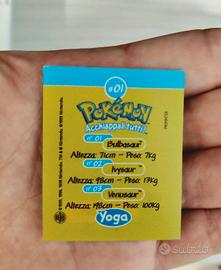 #01
POKéMON
Acchiappali tutti!
n° 01
Bulbasaur
Altezza: 71cm - Peso: 7Kg
n° 02
Ivysaur
Altezza: 98cm - Peso: 13Kg
n° 03
Venusaur
Altezza: 198cm - Peso: 100Kg
Yoga
Subito